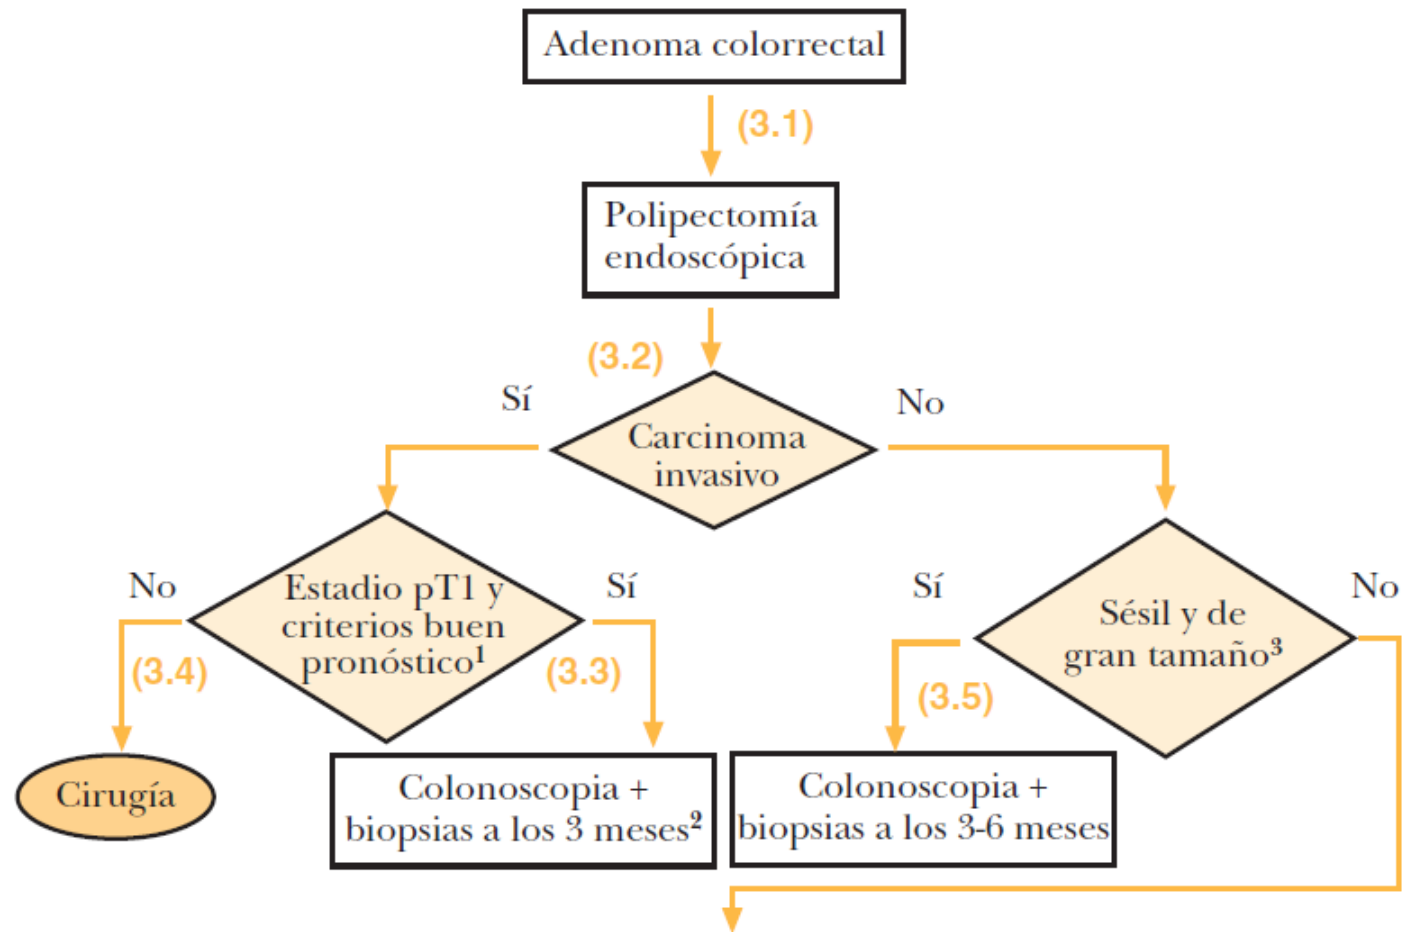 Adenoma colorrectal
(3.1)
Polipectomía
endoscópica
(3.2)
Sí
No
Carcinoma
invasivo
No
Estadio pT1 y
criterios buen
pronóstico¹
Sí
Sí
Sésil y de
gran tamaño³
No
(3.4)
(3.3)
(3.5)
Cirugía
Colonoscopia +
biopsias a los 3 meses²
Colonoscopia +
biopsias a los 3-6 meses